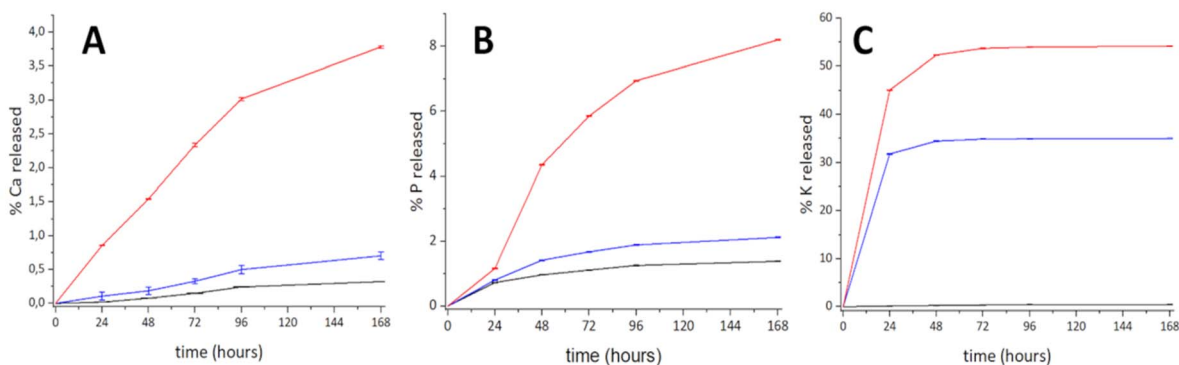 A
% Ca released
4,0
3,5
3,0
2,5
2,0
1,5
1,0
0,5
0,0
0 24 48 72 96 120 144 168
time (hours)
B
% P released
8
6
4
2
0
0 24 48 72 96 120 144 168
time (hours)
C
% K released
60
50
40
30
20
10
0
0 24 48 72 96 120 144 168
time (hours)